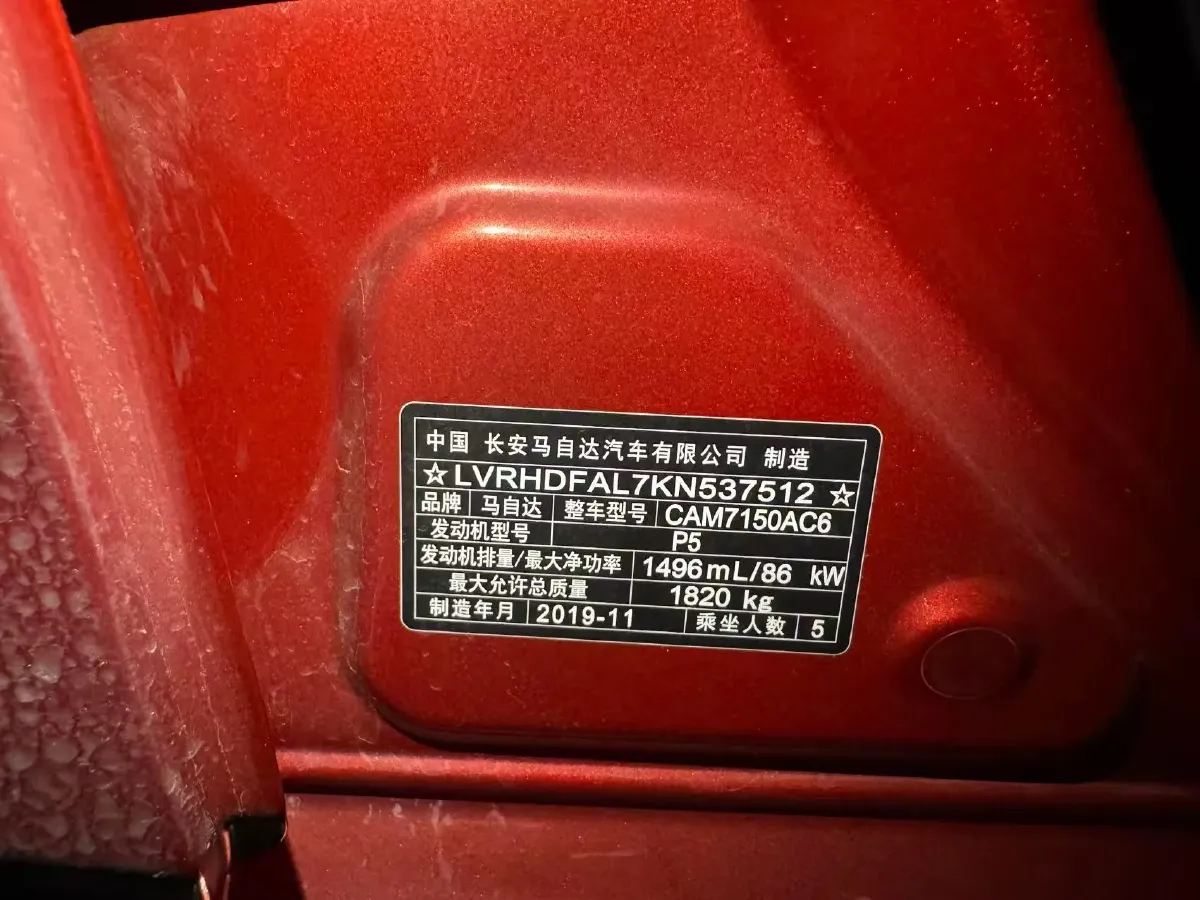 中国 长安马自达汽车有限公司 制造
☆LVRHDFAL7KN537512☆
品牌 马自达 整车型号 CAM7150AC6
发动机型号 P5
发动机排量/最大净功率 1496mL/86 kW
最大允许总质量 1820 kg
制造年月 2019-11 乘坐人数 5